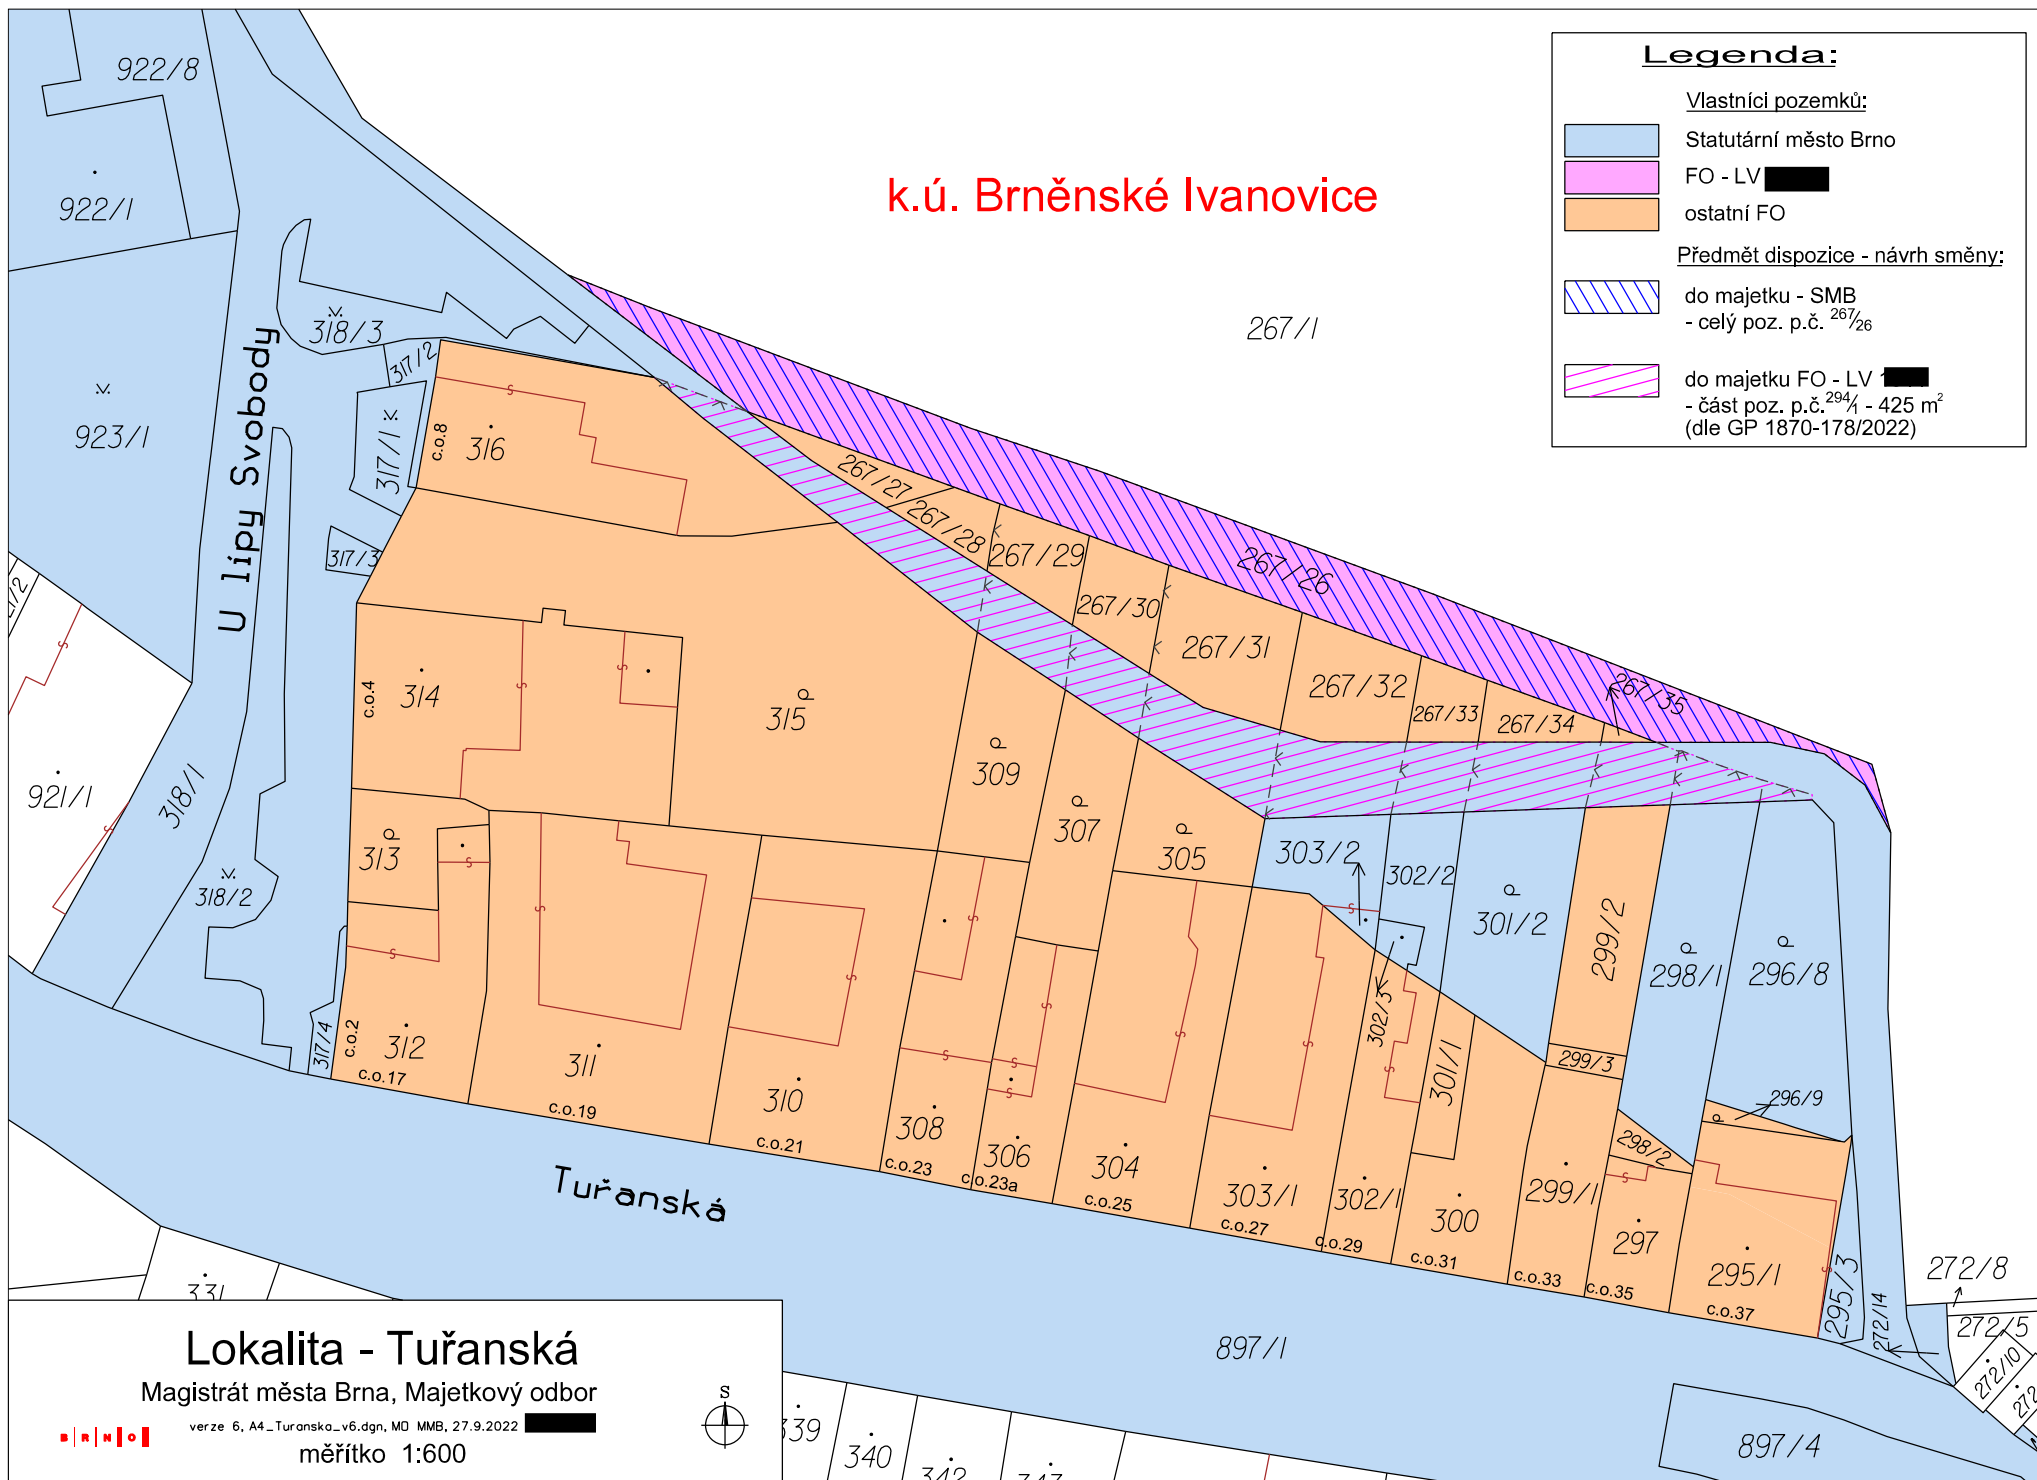 k.ú. Brněnské Ivanovice
Legenda:
Vlastníci pozemků:
Statutární město Brno
FO - LV
ostatní FO
Předmět dispozice - návrh směny:
do majetku - SMB
- celý poz. p.č. 267/26
do majetku FO - LV
- část poz. p.č. 294/1 - 425 m²
(dle GP 1870-178/2022)
922/8
922/1
923/1
318/3
317/2
317/1
317/3
U lípy Svobody
č.o.8
316
267/1
267/27
267/28
267/29
267/30
267/31
267/32
267/33
267/34
267/26
267/35
č.o.4
314
315
309
307
305
313
921/1
318/1
318/2
317/4
č.o.2
312
č.o.17
311
č.o.19
310
č.o.21
308
č.o.23
306
č.o.23a
304
č.o.25
303/1
č.o.27
302/1
č.o.29
300
č.o.31
299/1
č.o.33
297
č.o.35
295/1
č.o.37
303/2
302/2
302/3
301/1
301/2
299/2
299/3
298/1
298/2
296/8
296/9
295/3
272/14
272/8
272/5
272/10
Tuřanská
897/1
897/4
331
339
340
342
343
Lokalita - Tuřanská
Magistrát města Brna, Majetkový odbor
verze 6, A4_Turanska_v6.dgn, MO MMB, 27.9.2022
měřítko 1:600
BRNO
S